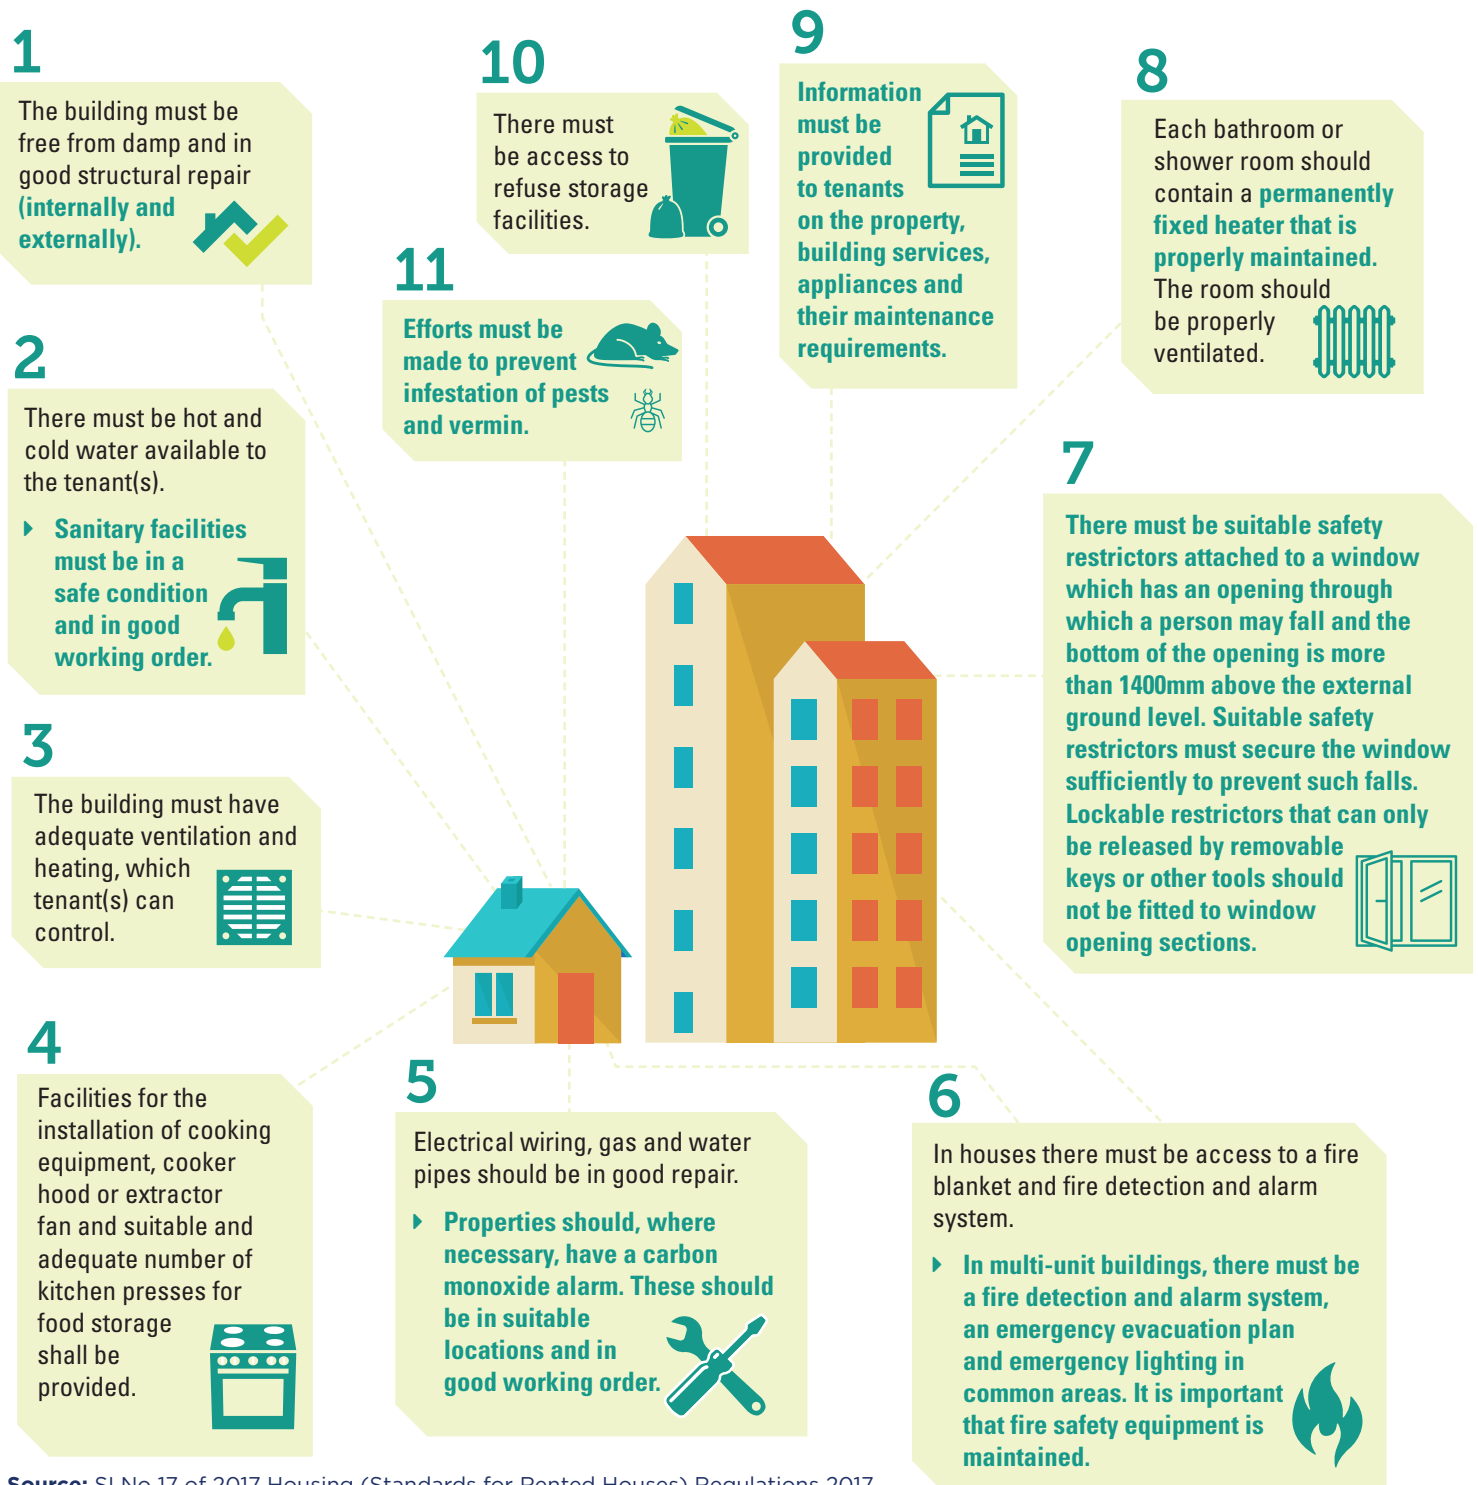 1
The building must be
free from damp and in
good structural repair
(internally and
externally).
2
There must be hot and
cold water available to
the tenant(s).
Sanitary facilities
must be in a
safe condition
and in good
working order.
3
The building must have
adequate ventilation and
heating, which
tenant(s) can
control.
4
Facilities for the
installation of cooking
equipment, cooker
hood or extractor
fan and suitable and
adequate number of
kitchen presses for
food storage
shall be
provided.
5
Electrical wiring, gas and water
pipes should be in good repair.
Properties should, where
necessary, have a carbon
monoxide alarm. These should
be in suitable
locations and in
good working order.
6
In houses there must be access to a fire
blanket and fire detection and alarm
system.
In multi-unit buildings, there must be
a fire detection and alarm system,
an emergency evacuation plan
and emergency lighting in
common areas. It is important
that fire safety equipment is
maintained.
7
There must be suitable safety
restrictors attached to a window
which has an opening through
which a person may fall and the
bottom of the opening is more
than 1400mm above the external
ground level. Suitable safety
restrictors must secure the window
sufficiently to prevent such falls.
Lockable restrictors that can only
be released by removable
keys or other tools should
not be fitted to window
opening sections.
8
Each bathroom or
shower room should
contain a permanently
fixed heater that is
properly maintained.
The room should
be properly
ventilated.
9
Information
must be
provided
to tenants
on the property,
building services,
appliances and
their maintenance
requirements.
10
There must
be access to
refuse storage
facilities.
11
Efforts must be
made to prevent
infestation of pests
and vermin.
Source: SI No 17 of 2017 Housing (Standards for Rented Houses) Regulations 2017